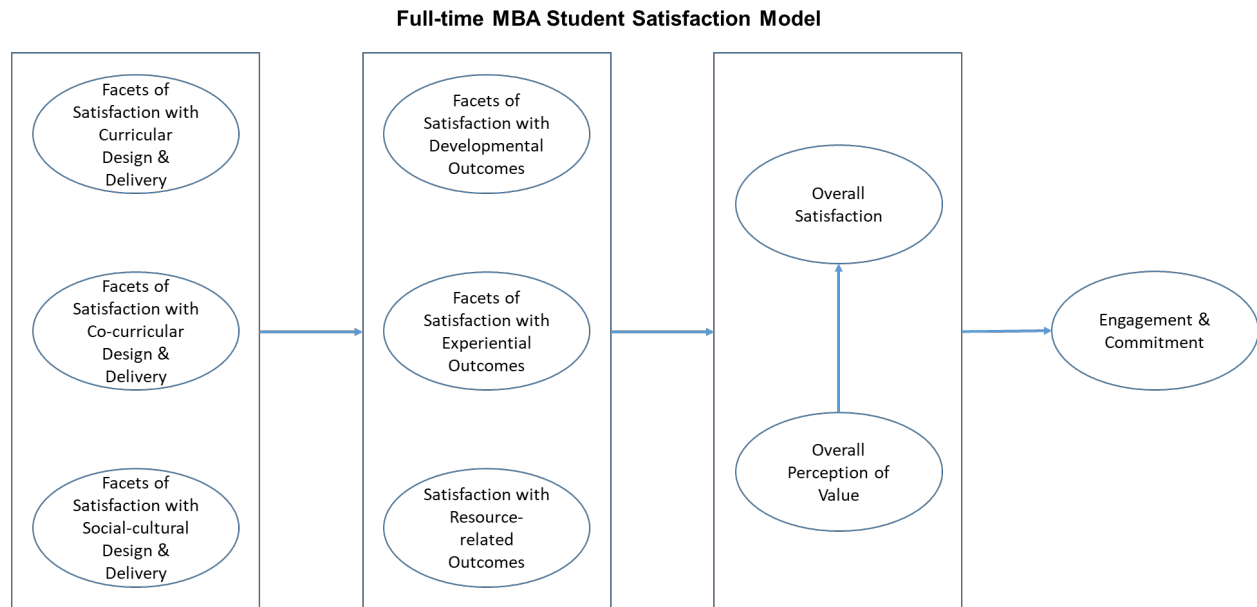 Full-time MBA Student Satisfaction Model
Facets of
Satisfaction with
Curricular
Design &
Delivery
Facets of
Satisfaction with
Co-curricular
Design &
Delivery
Facets of
Satisfaction with
Social-cultural
Design &
Delivery
Facets of
Satisfaction with
Developmental
Outcomes
Facets of
Satisfaction with
Experiential
Outcomes
Satisfaction with
Resource-
related
Outcomes
Overall
Satisfaction
Overall
Perception of
Value
Engagement &
Commitment